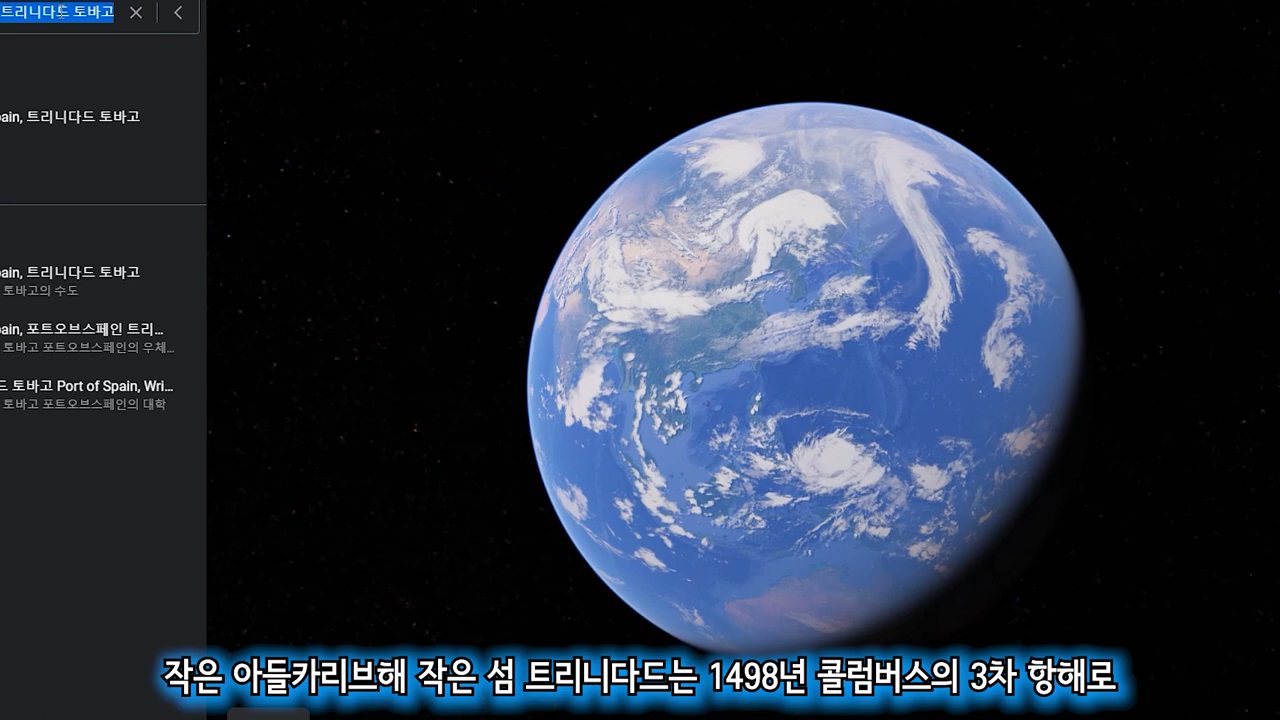 트리니다드 토바고
ain, 트리니다드 토바고
ain, 트리니다드 토바고
토바고의 수도
ain, 포트오브스페인 트리...
토바고 포트오브스페인의 우체...
드 토바고 Port of Spain, Wri...
토바고 포트오브스페인의 대학
작은 아들카리브해 작은 섬 트리니다드는 1498년 콜럼버스의 3차 항해로